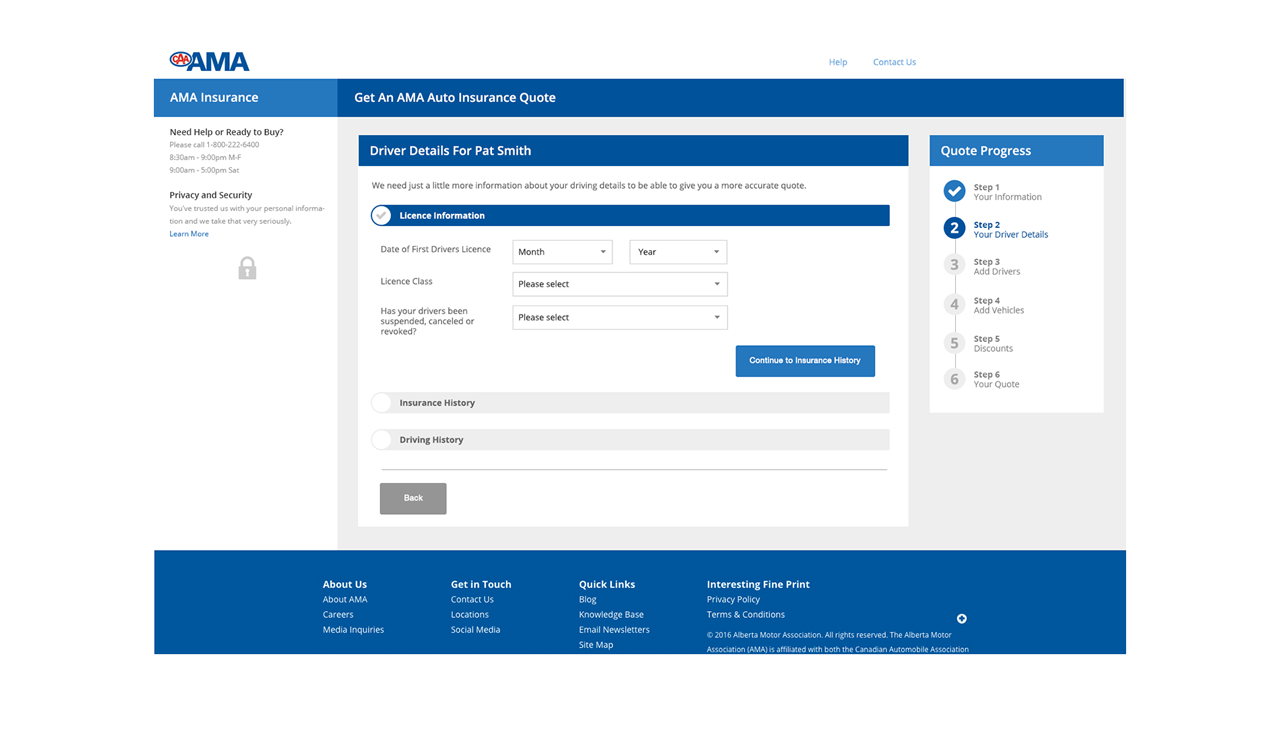 CAA AMA
Help Contact Us
AMA Insurance
Get An AMA Auto Insurance Quote
Need Help or Ready to Buy?
Please call 1-800-222-6400
8:30am - 9:00pm M-F
9:00am - 5:00pm Sat
Privacy and Security
You've trusted us with your personal informa-
tion and we take that very seriously.
Learn More
Driver Details For Pat Smith
We need just a little more information about your driving details to be able to give you a more accurate quote.
Licence Information
Date of First Drivers Licence Month Year
Licence Class Please select
Has your drivers been
suspended, canceled or
revoked?
Please select
Continue to Insurance History
Insurance History
Driving History
Back
Quote Progress
Step 1
Your Information
2 Step 2
Your Driver Details
3 Step 3
Add Drivers
4 Step 4
Add Vehicles
5 Step 5
Discounts
6 Step 6
Your Quote
About Us
About AMA
Careers
Media Inquiries
Get in Touch
Contact Us
Locations
Social Media
Quick Links
Blog
Knowledge Base
Email Newsletters
Site Map
Interesting Fine Print
Privacy Policy
Terms & Conditions
© 2016 Alberta Motor Association. All rights reserved. The Alberta Motor
Association (AMA) is affiliated with both the Canadian Automobile Association